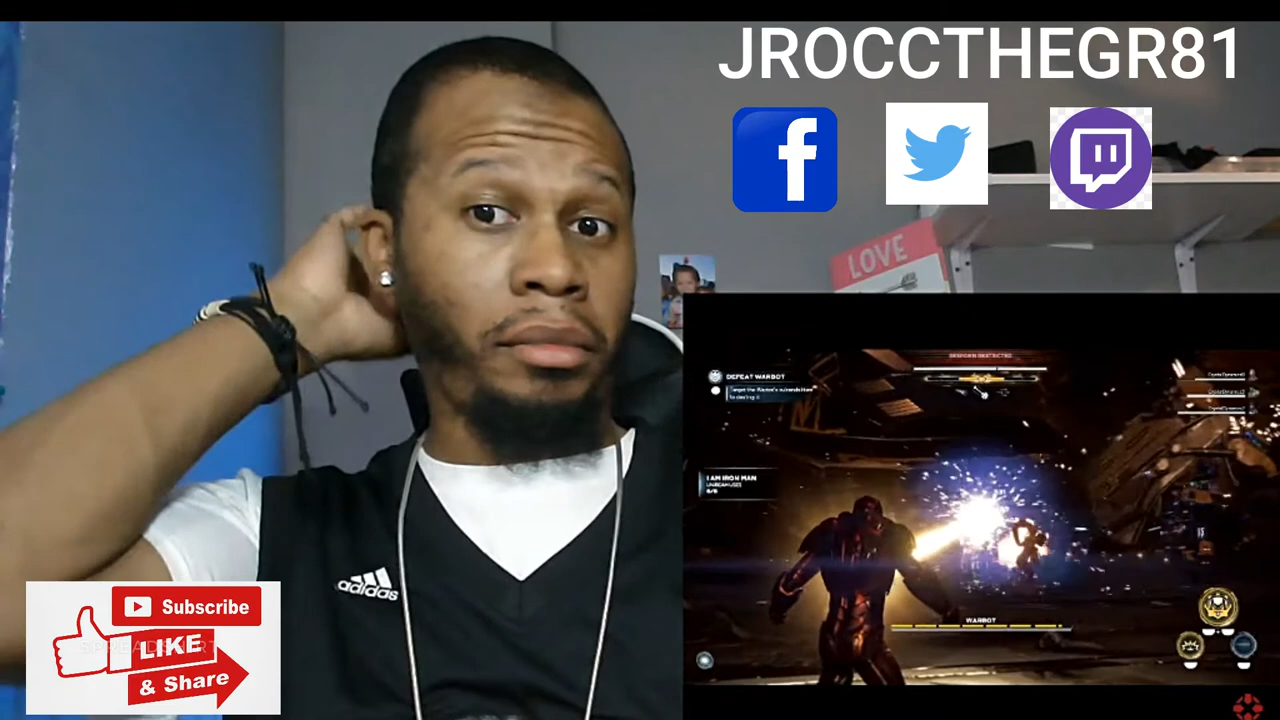 JROCCTHEGR81
f
LOVE
adidas
DEFEAT WARBOT
I AM IRON MAN
WARBOT
Subscribe
LIKE
& Share